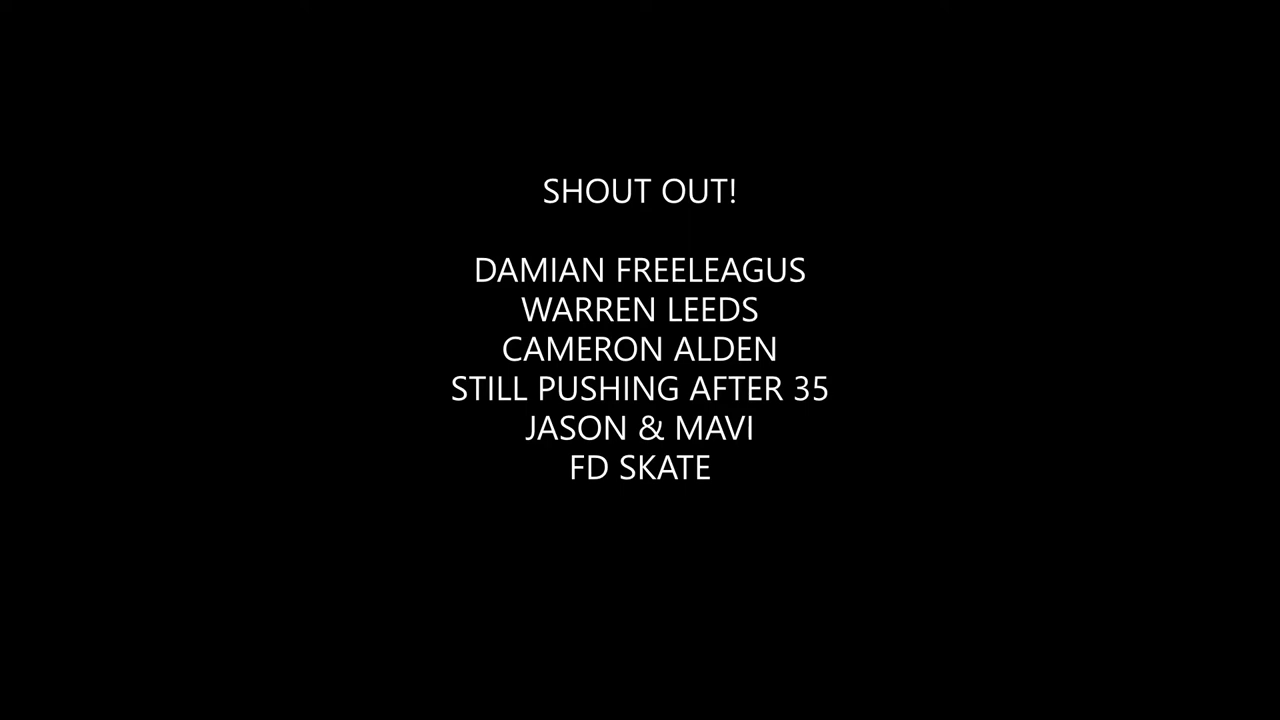 SHOUT OUT!
DAMIAN FREELEAGUS
WARREN LEEDS
CAMERON ALDEN
STILL PUSHING AFTER 35
JASON & MAVI
FD SKATE